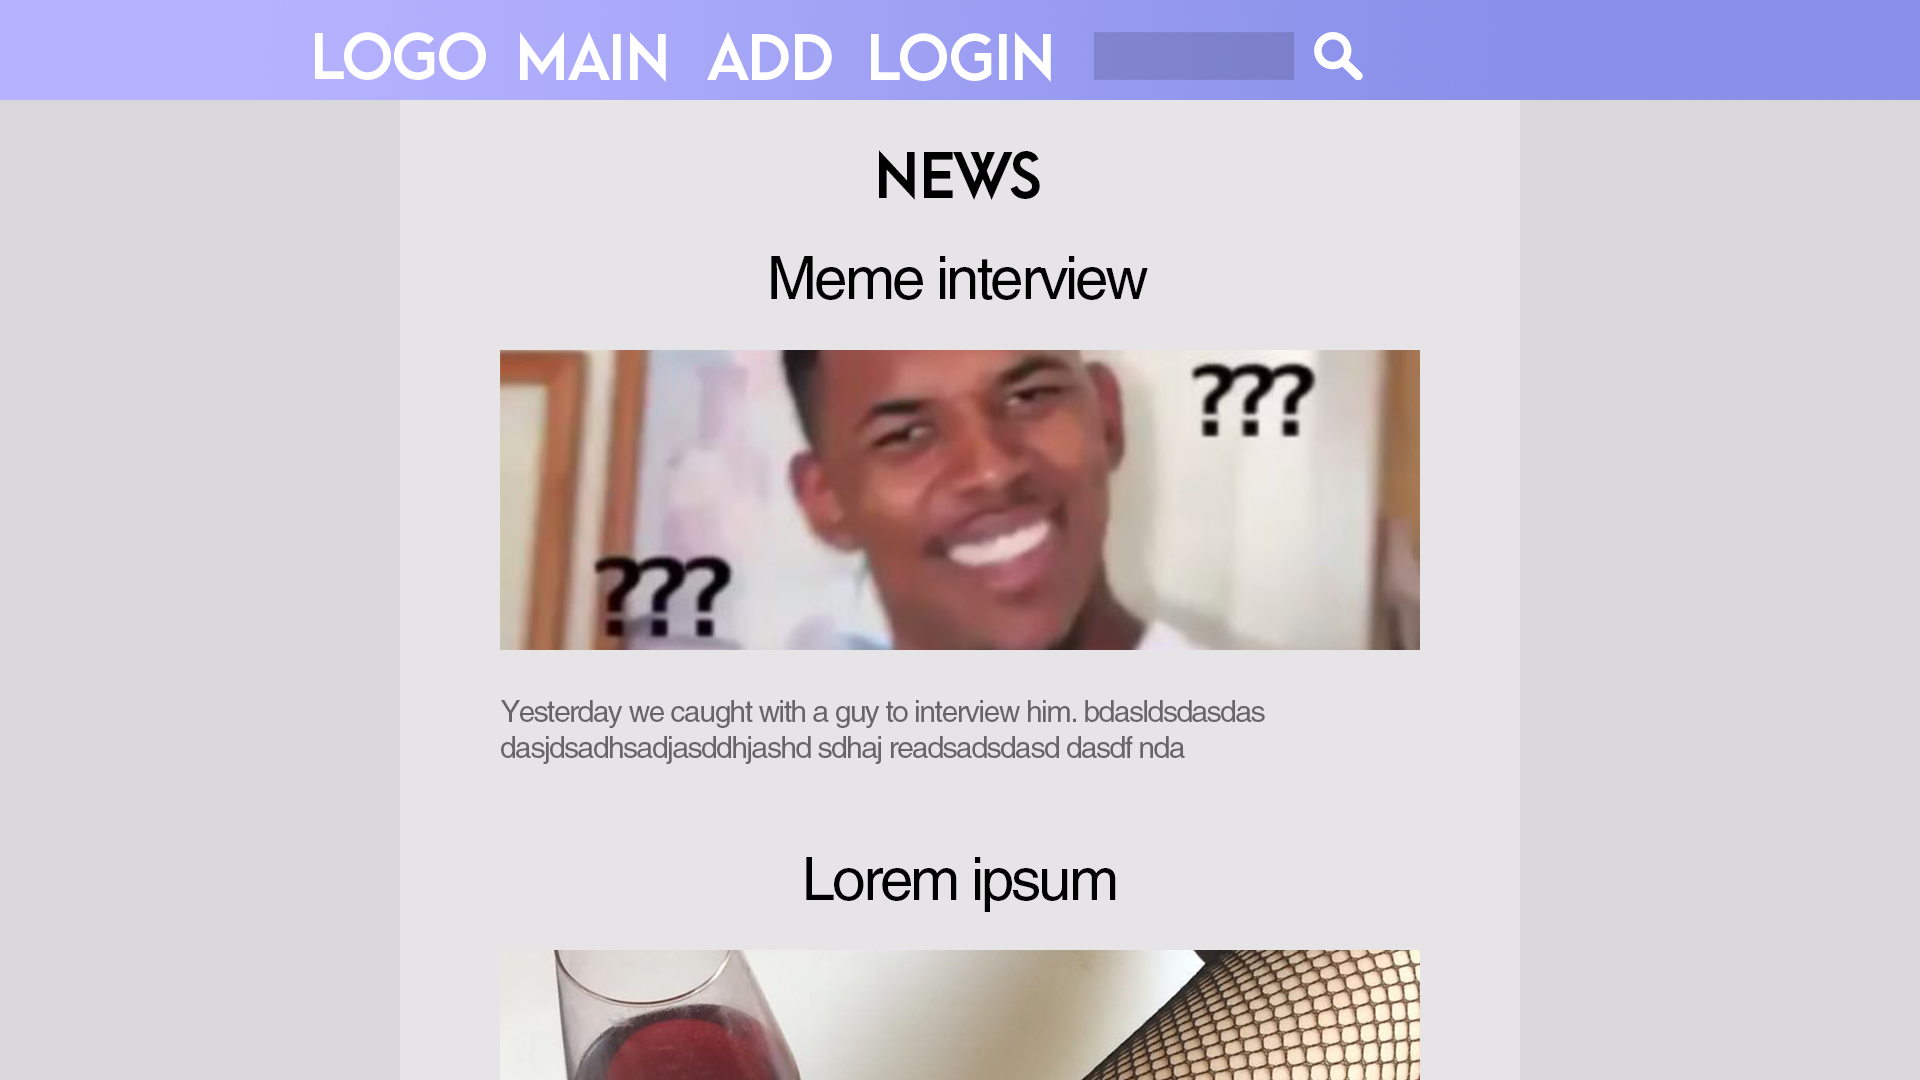 LOGO MAIN ADD LOGIN
NEWS
Meme interview
???
???
Yesterday we caught with a guy to interview him. bdasldsdasdas
dasjdsadhsadjasddhjashd sdhaj readsadsdasd dasdf nda
Lorem ipsum